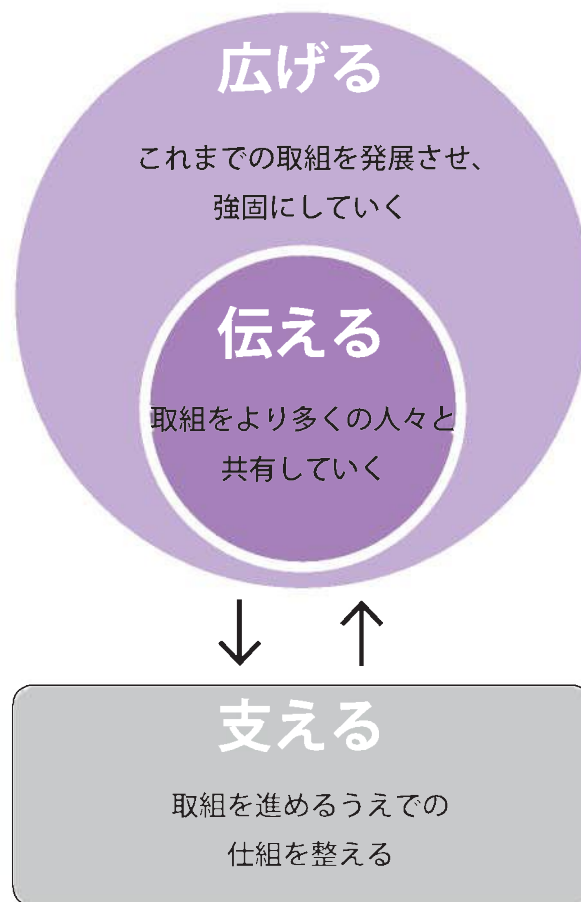 広げる
これまでの取組を発展させ、
強固にしていく
伝える
取組をより多くの人々と
共有していく
支える
取組を進めるうえでの
仕組を整える